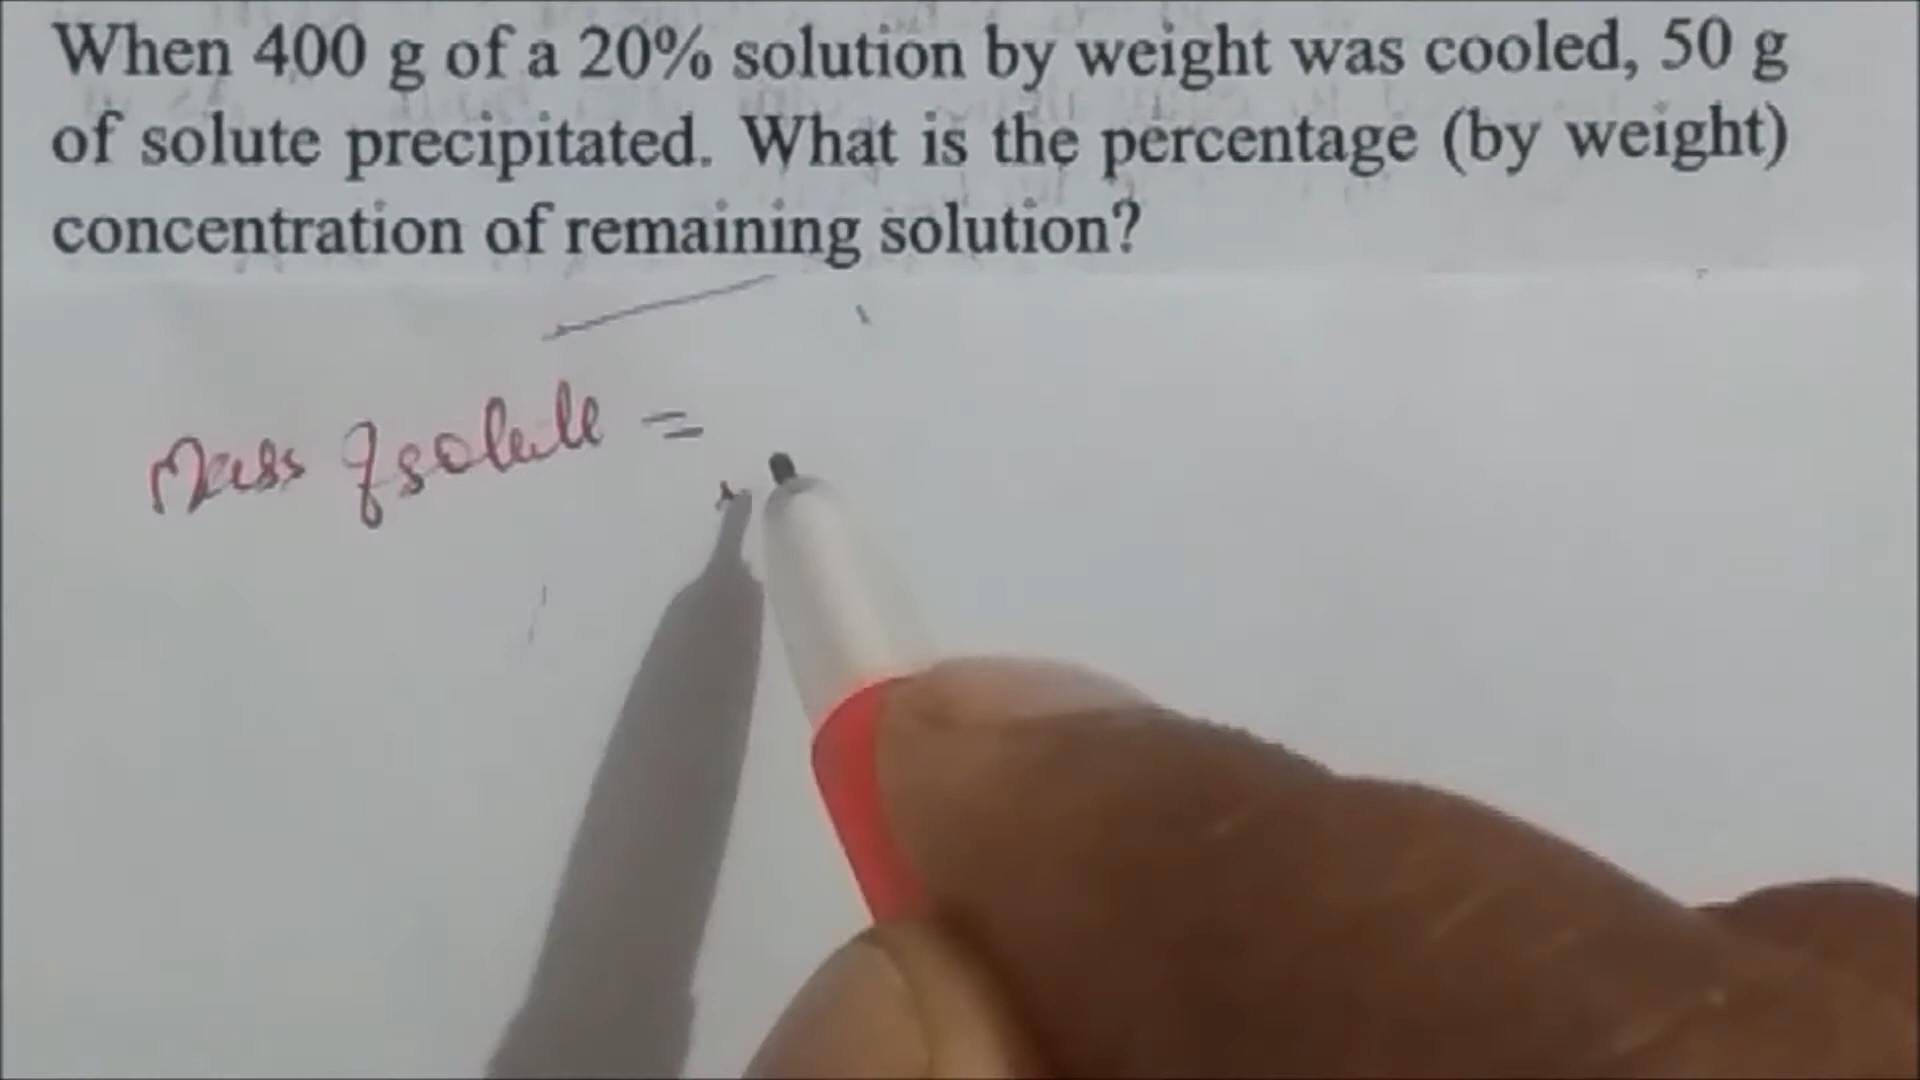 When 400 g of a 20% solution by weight was cooled, 50 g
of solute precipitated. What is the percentage (by weight)
concentration of remaining solution?
Mass of solute =